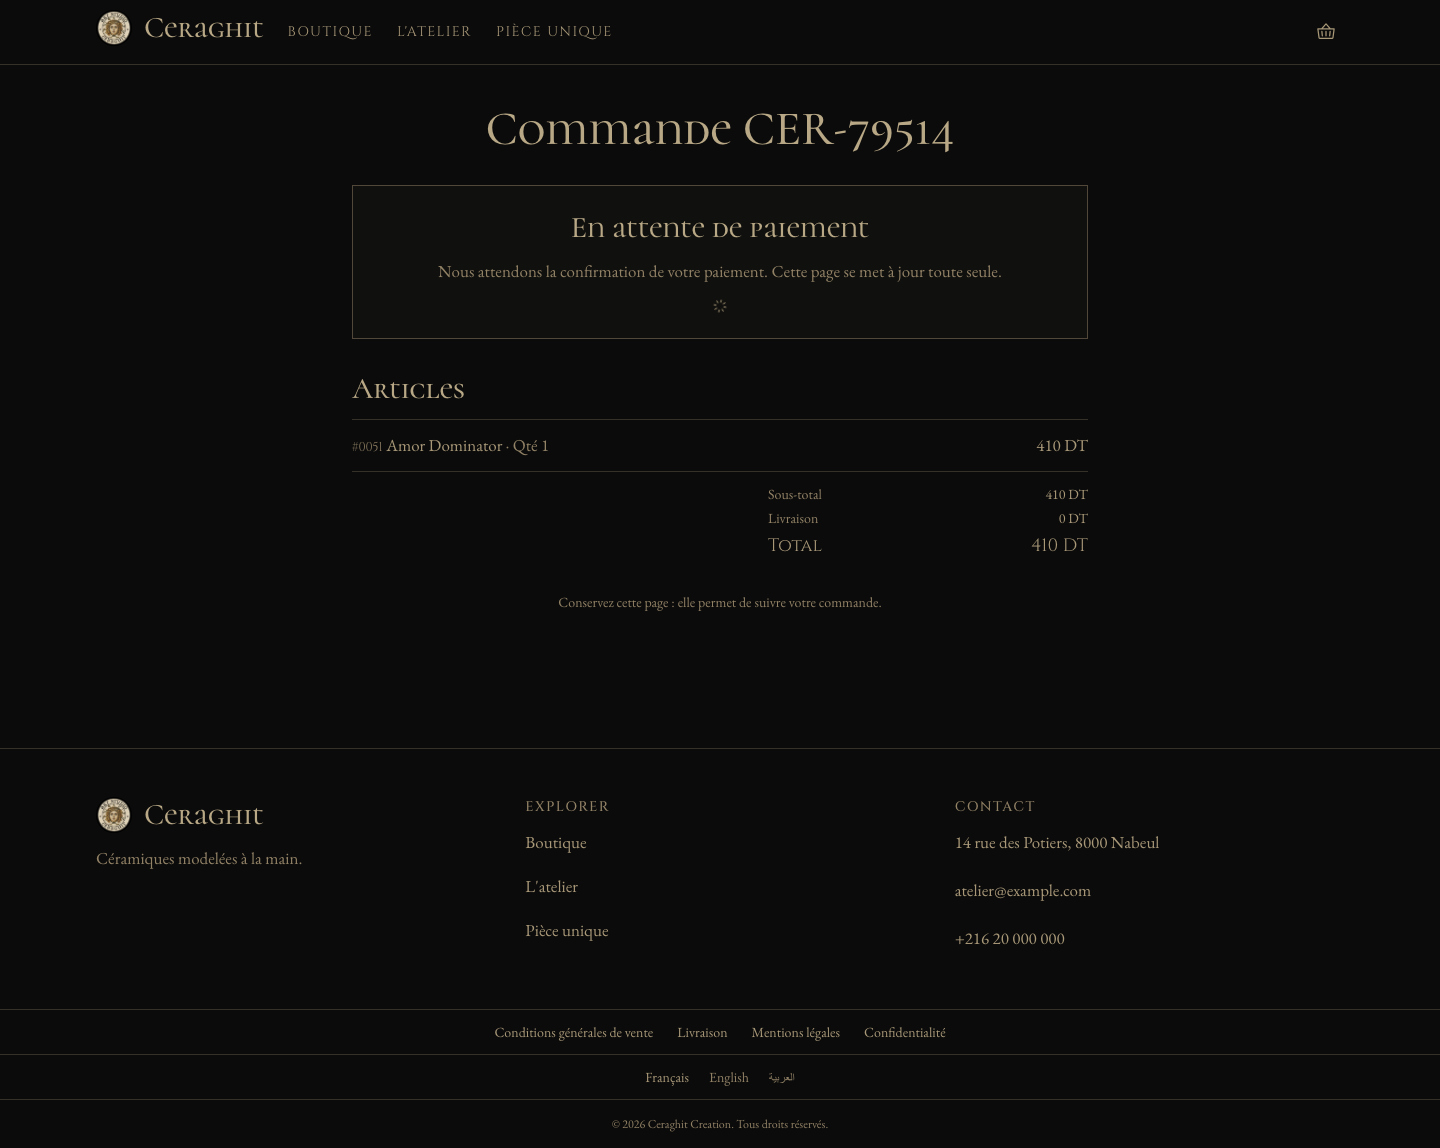 Ceraghit BOUTIQUE L'ATELIER PIÈCE UNIQUE
Commande CER-79514
En attente de paiement
Nous attendons la confirmation de votre paiement. Cette page se met à jour toute seule.
Articles
#0051 Amor Dominator · Qté 1 410 DT
Sous-total 410 DT
Livraison 0 DT
Total 410 DT
Conservez cette page : elle permet de suivre votre commande.
Ceraghit
Céramiques modelées à la main.
EXPLORER
Boutique
L'atelier
Pièce unique
CONTACT
14 rue des Potiers, 8000 Nabeul
atelier@example.com
+216 20 000 000
Conditions générales de vente Livraison Mentions légales Confidentialité
Français English العربية
© 2026 Ceraghit Creation. Tous droits réservés.